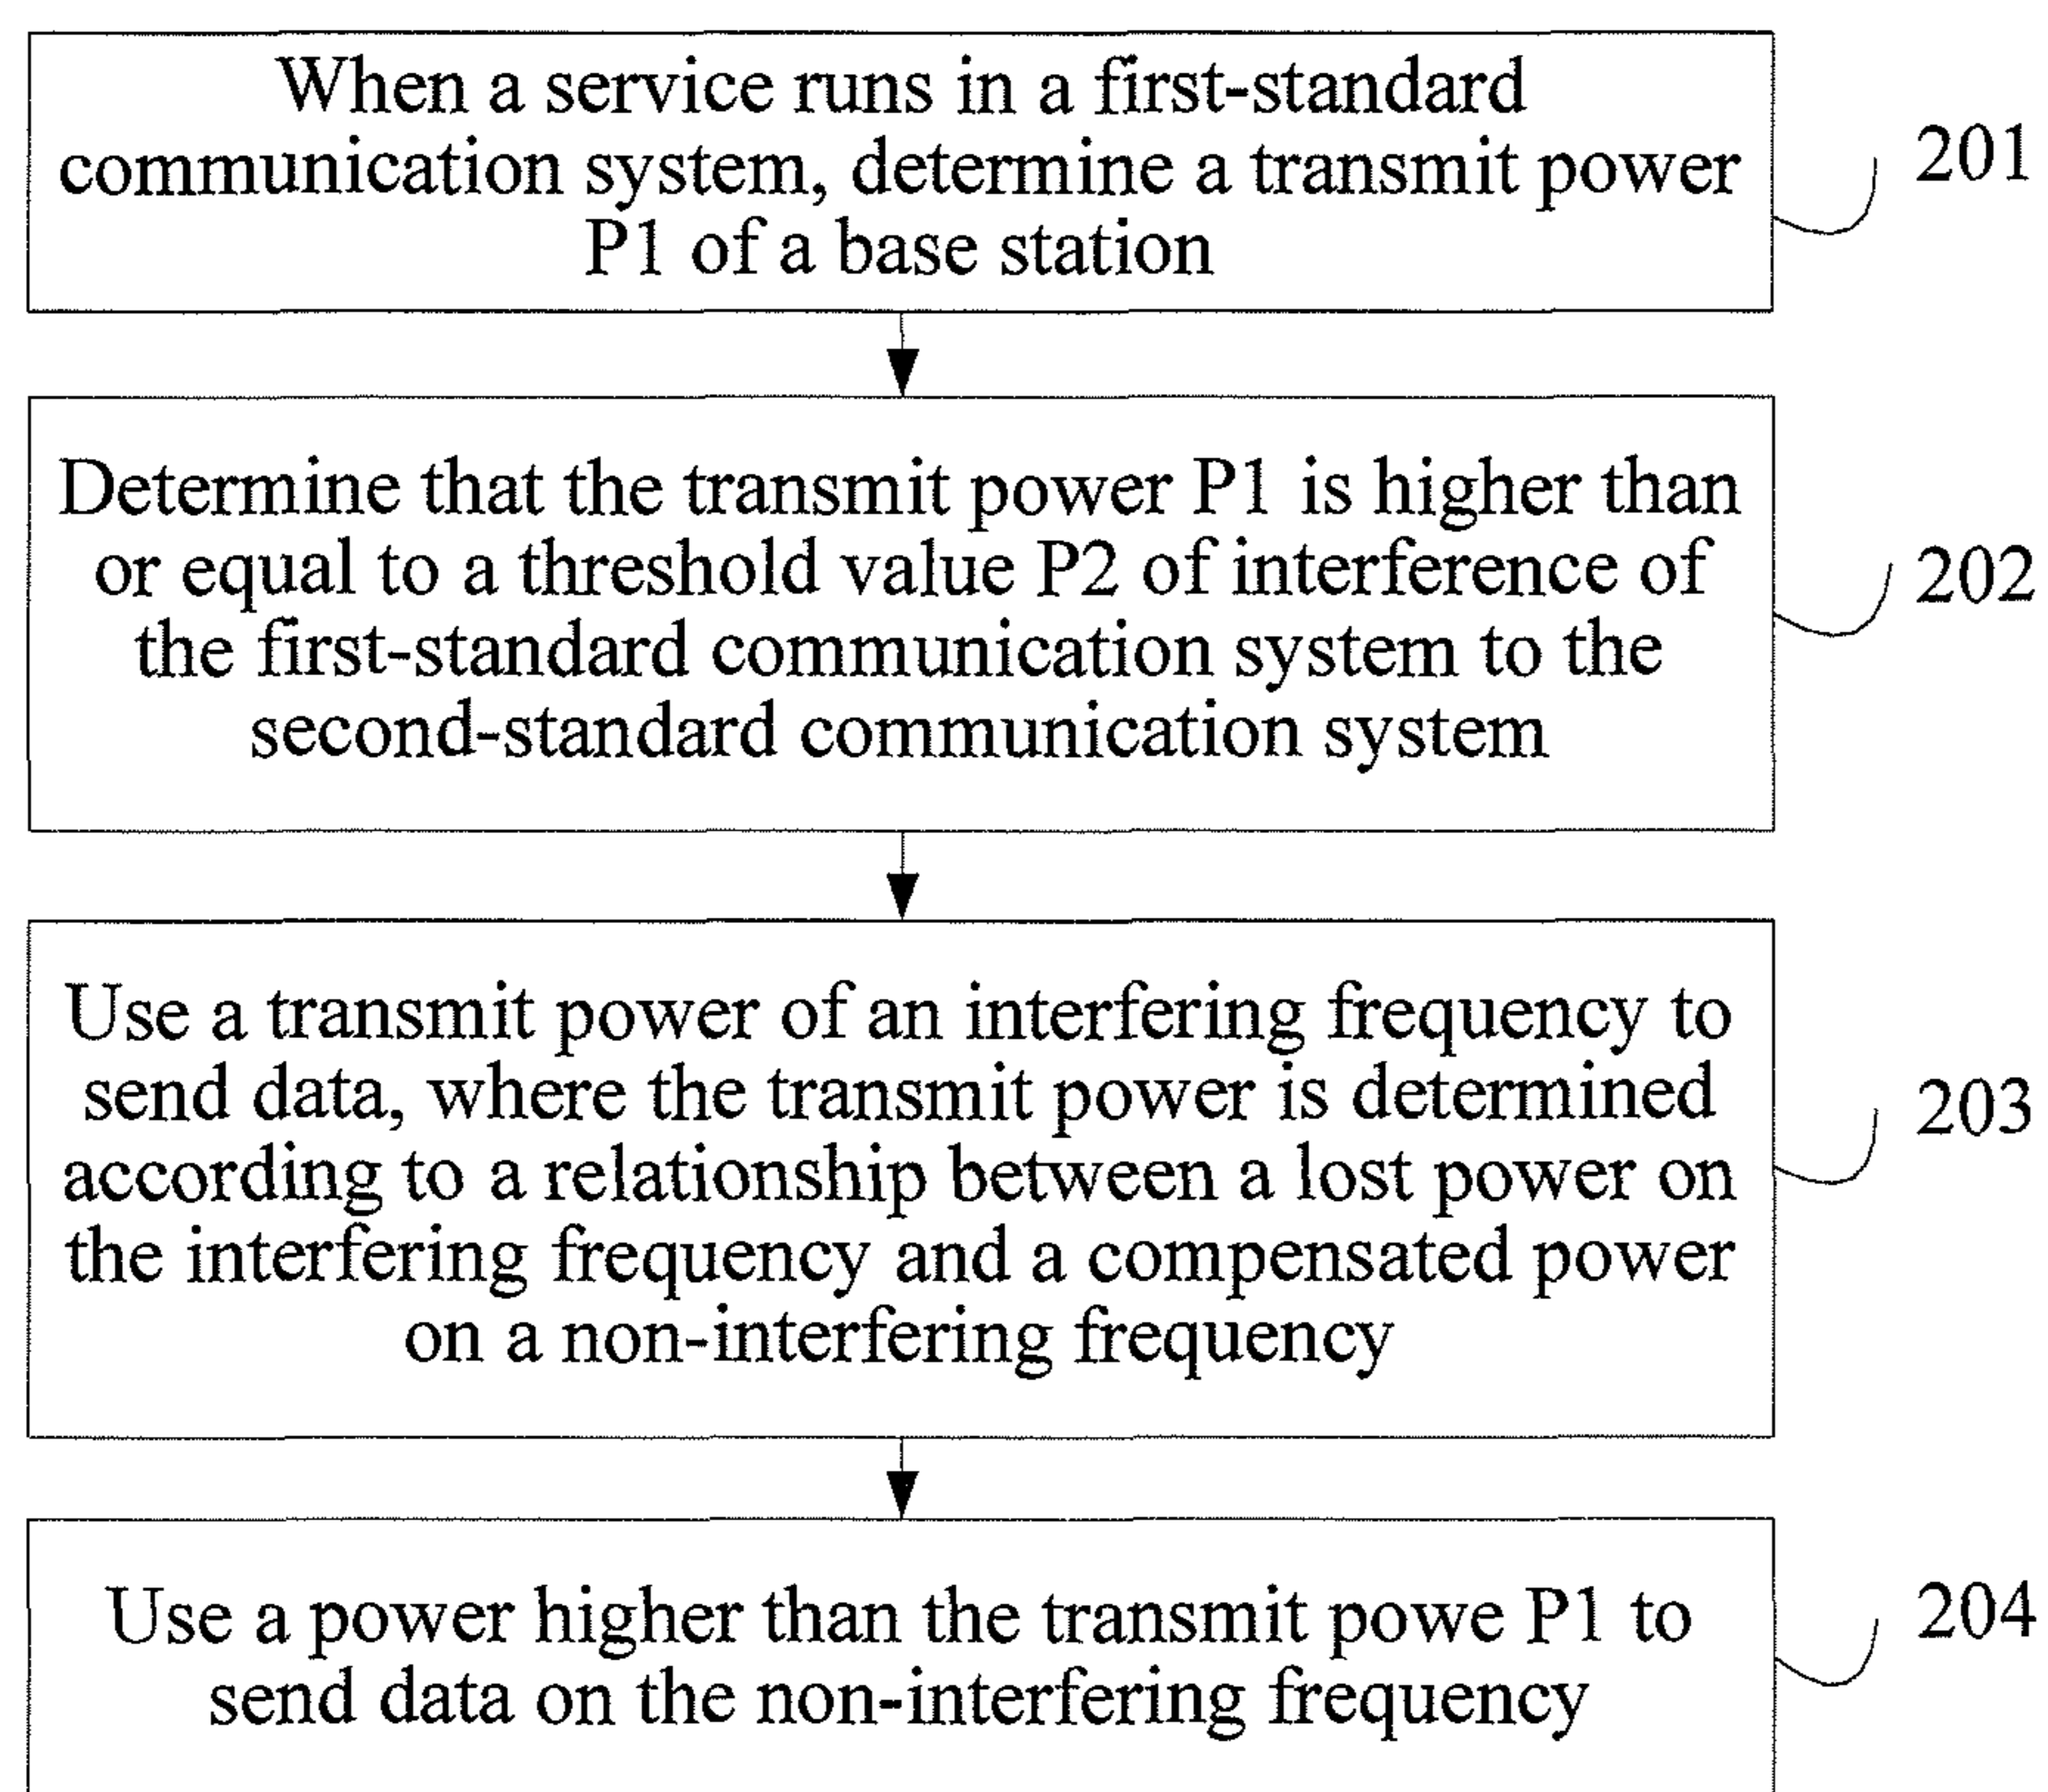 When a service runs in a first-standard
communication system, determine a transmit power
P1 of a base station
201
Determine that the transmit power P1 is higher than
or equal to a threshold value P2 of interference of
the first-standard communication system to the
second-standard communication system
202
Use a transmit power of an interfering frequency to
send data, where the transmit power is determined
according to a relationship between a lost power on
the interfering frequency and a compensated power
on a non-interfering frequency
203
Use a power higher than the transmit powe P1 to
send data on the non-interfering frequency
204